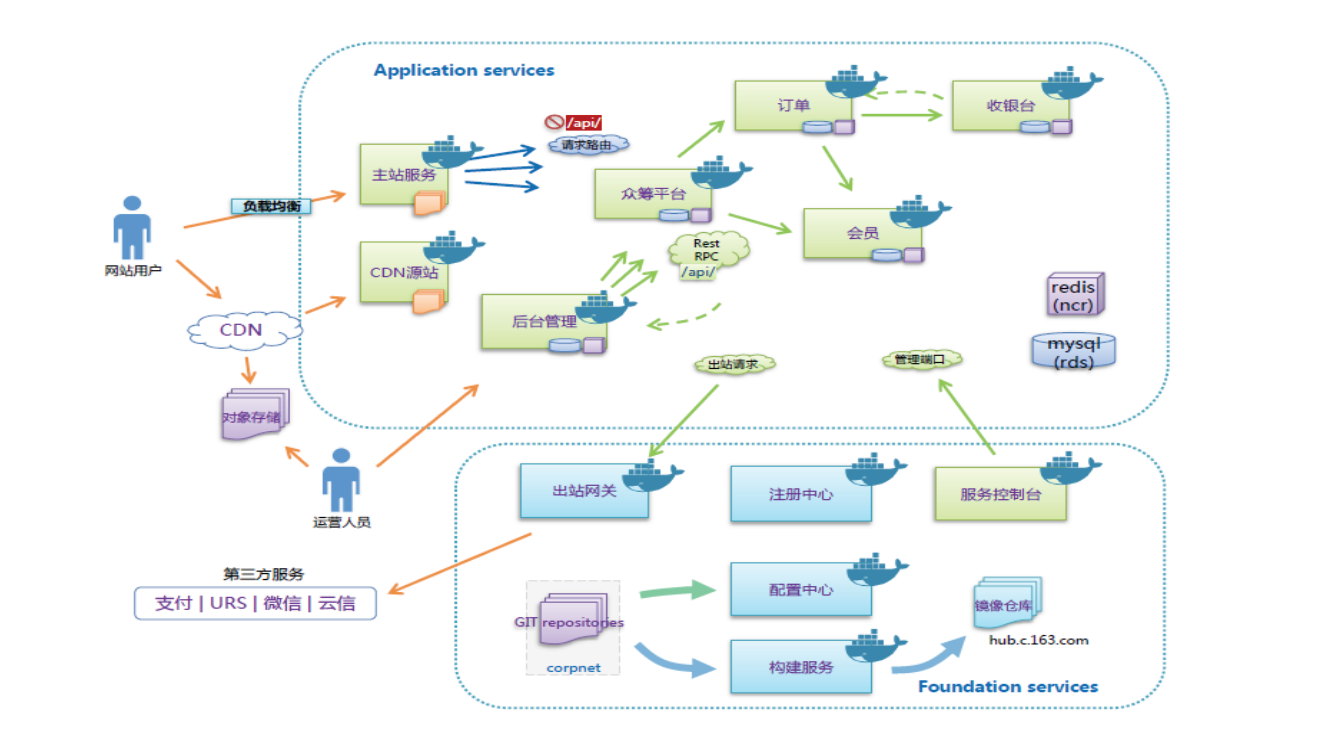 Application services
/api/
请求路由
订单
收银台
主站服务
众筹平台
负载均衡
会员
网站用户
CDN源站
Rest
RPC
/api/
redis
(ncr)
CDN
后台管理
mysql
(rds)
出站请求
管理端口
对象存储
运营人员
出站网关
注册中心
服务控制台
第三方服务
支付 | URS | 微信 | 云信
配置中心
GIT repositories
镜像仓库
hub.c.163.com
corpnet
构建服务
Foundation services